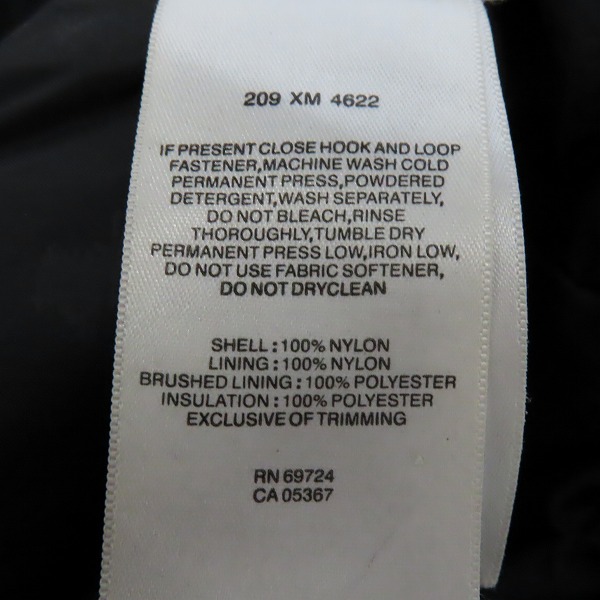 209 XM 4622
IF PRESENT CLOSE HOOK AND LOOP
FASTENER,MACHINE WASH COLD
PERMANENT PRESS,POWDERED
DETERGENT,WASH SEPARATELY,
DO NOT BLEACH,RINSE
THOROUGHLY,TUMBLE DRY
PERMANENT PRESS LOW,IRON LOW,
DO NOT USE FABRIC SOFTENER,
DO NOT DRYCLEAN
SHELL:100% NYLON
LINING:100% NYLON
BRUSHED LINING:100% POLYESTER
INSULATION:100% POLYESTER
EXCLUSIVE OF TRIMMING
RN 69724
CA 05367